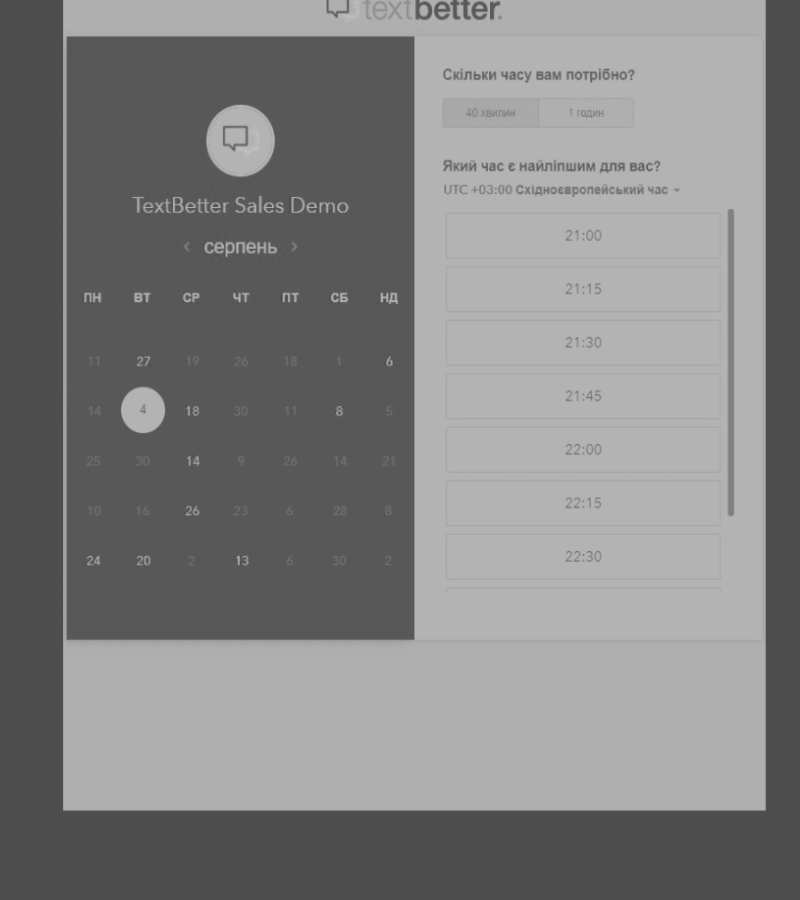 textbetter.
TextBetter Sales Demo
‹ серпень ›
ПН ВТ СР ЧТ ПТ СБ НД
11 27 19 26 18 1 6
14 4 18 30 11 8 5
25 30 14 9 26 14 21
10 16 26 23 6 28 8
24 20 2 13 6 30 2
Скільки часу вам потрібно?
40 хвилин 1 годин
Який час є найліпшим для вас?
UTC +03:00 Східноєвропейський час
21:00
21:15
21:30
21:45
22:00
22:15
22:30